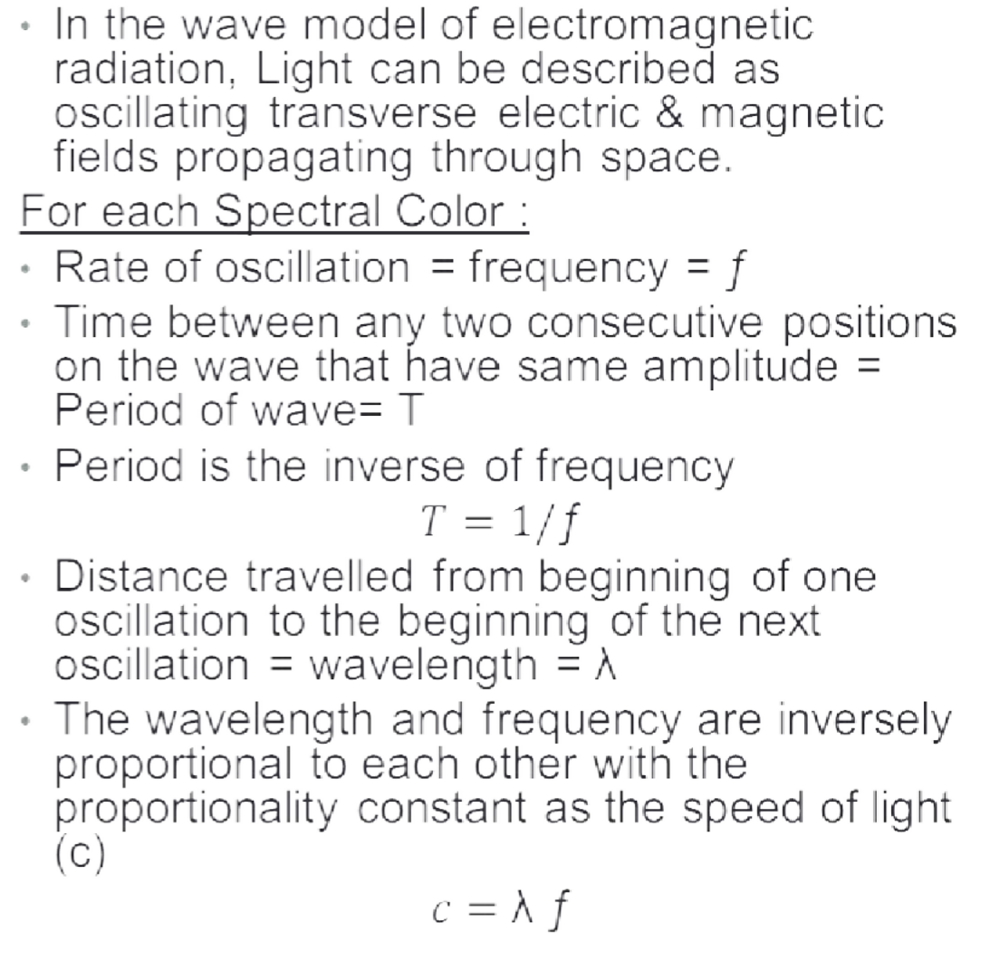 • In the wave model of electromagnetic
radiation, Light can be described as
oscillating transverse electric & magnetic
fields propagating through space.
For each Spectral Color :
• Rate of oscillation = frequency = f
• Time between any two consecutive positions
on the wave that have same amplitude =
Period of wave= T
• Period is the inverse of frequency
T = 1/f
• Distance travelled from beginning of one
oscillation to the beginning of the next
oscillation = wavelength = λ
• The wavelength and frequency are inversely
proportional to each other with the
proportionality constant as the speed of light
(c)
c = λ f